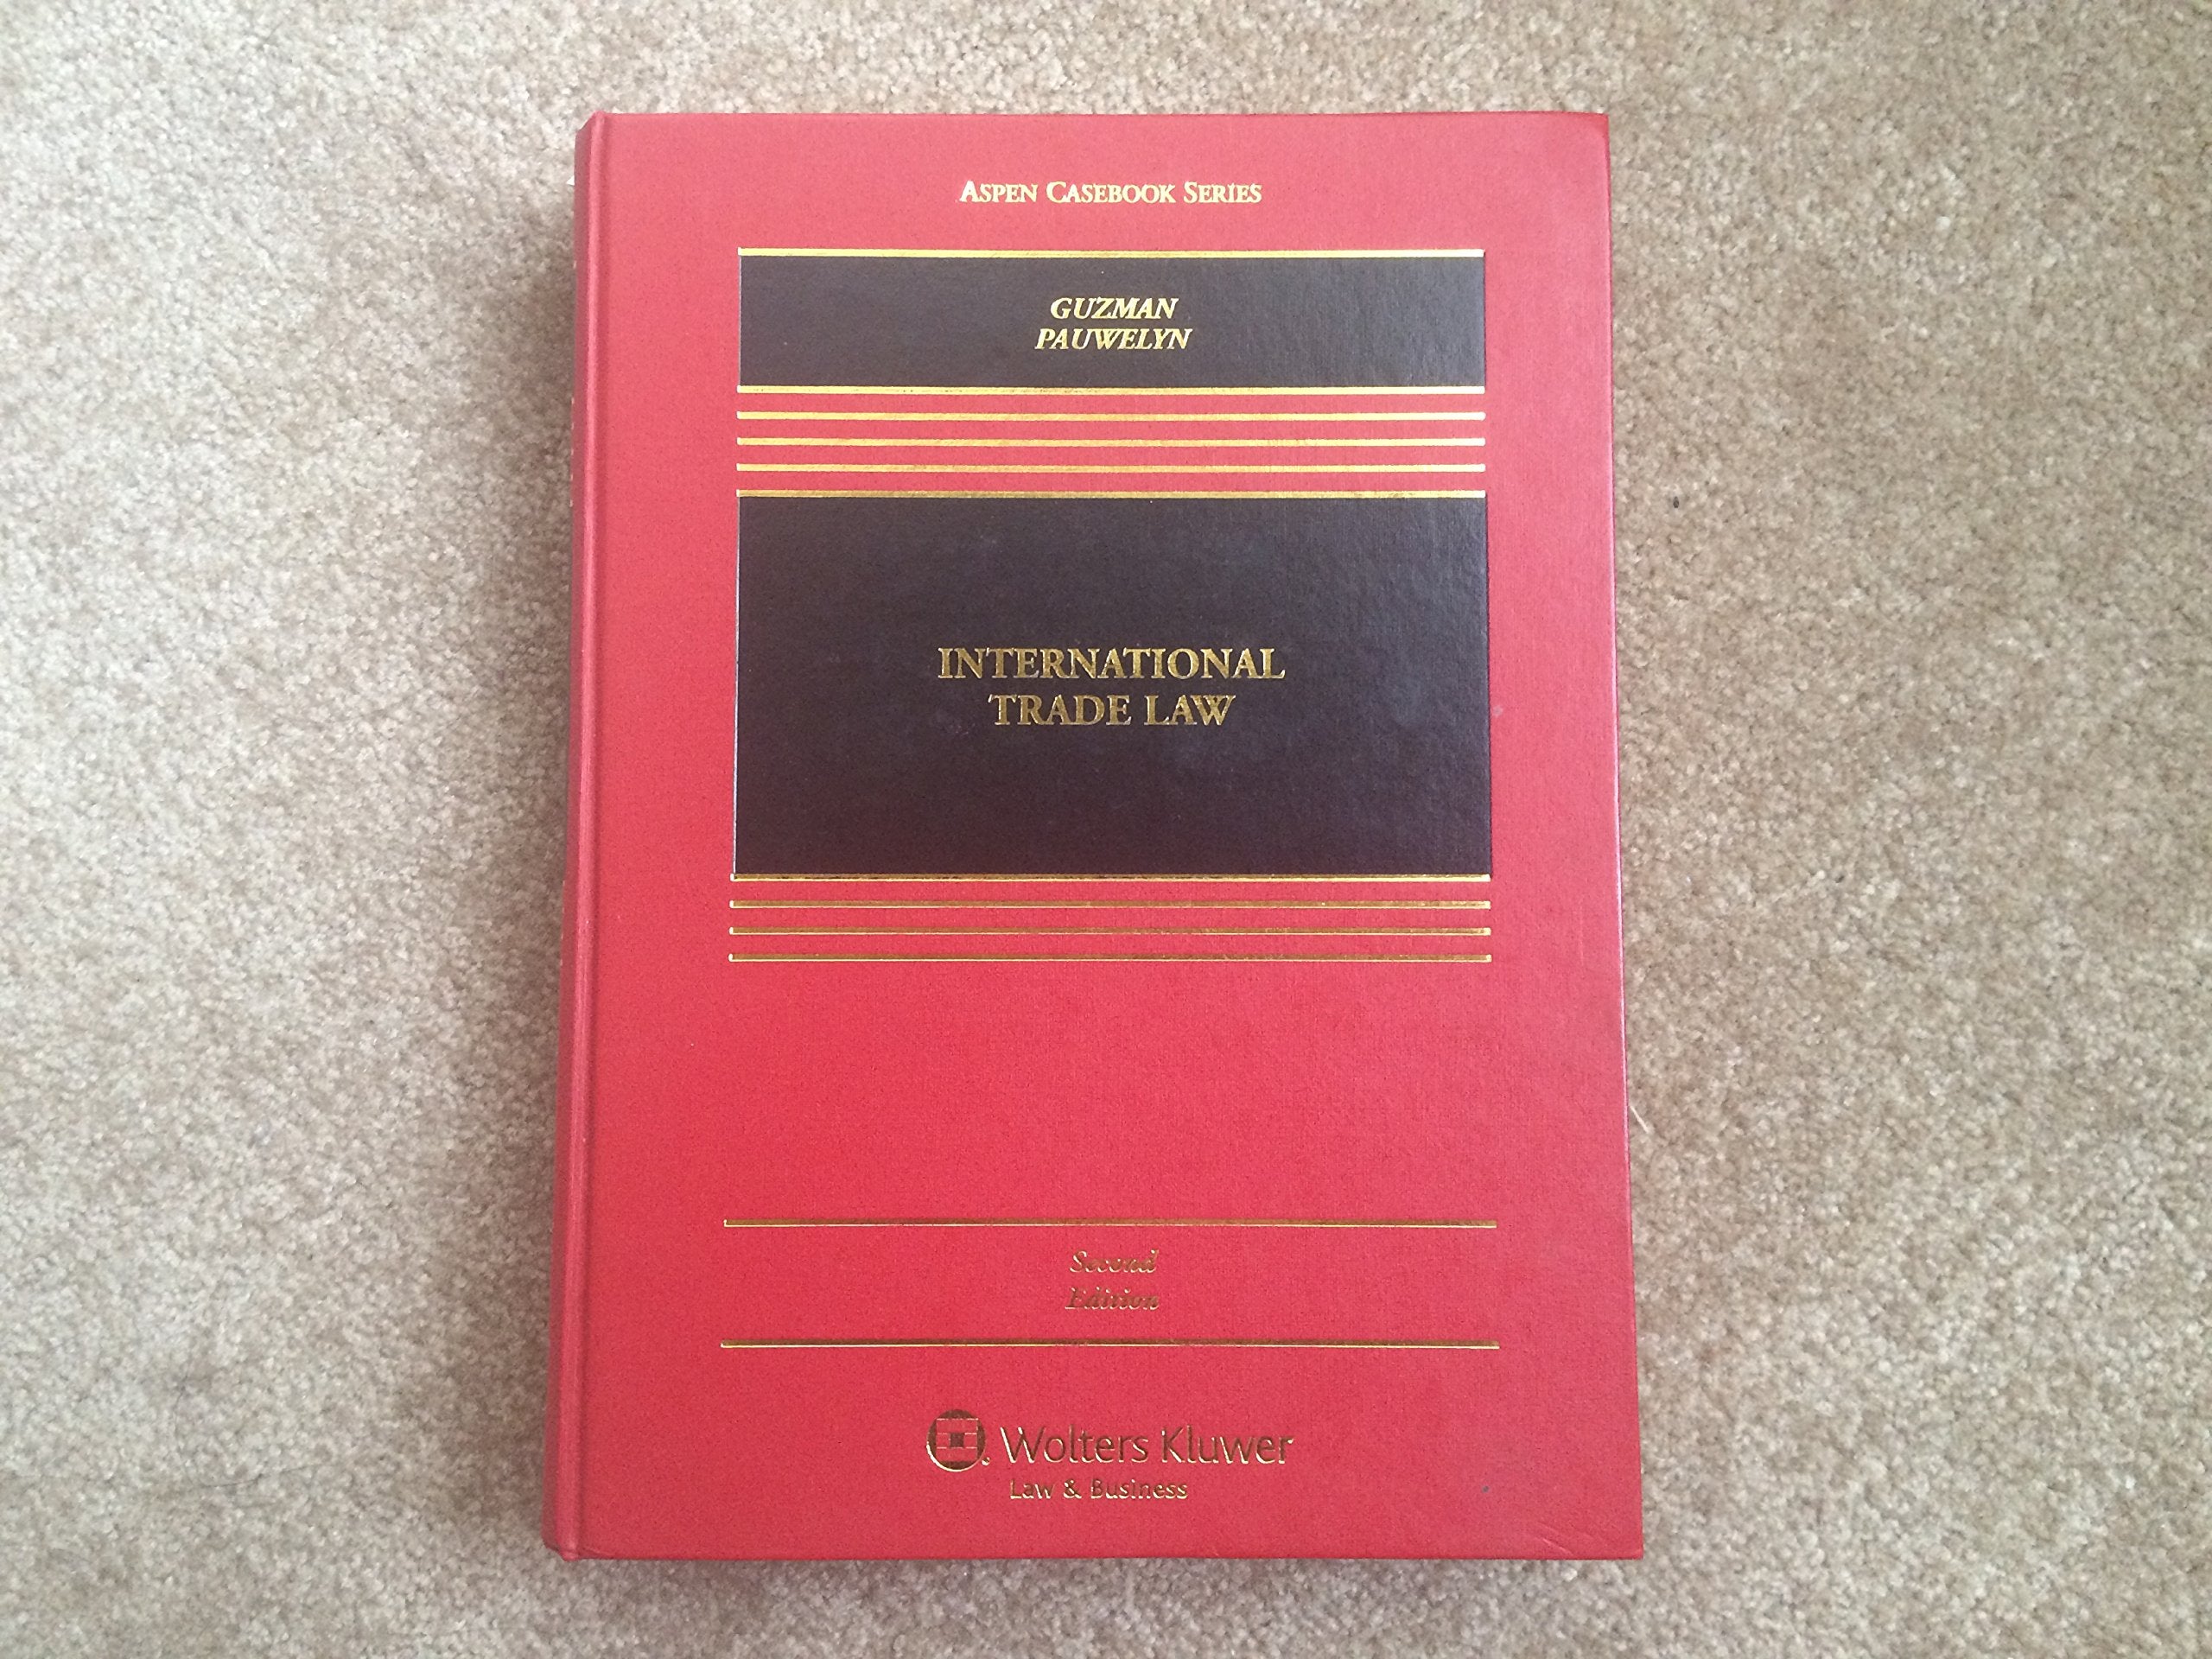 ASPEN CASEBOOK SERIES
GUZMAN
PAUWELYN
INTERNATIONAL
TRADE LAW
Second
Edition
Wolters Kluwer
Law & Business